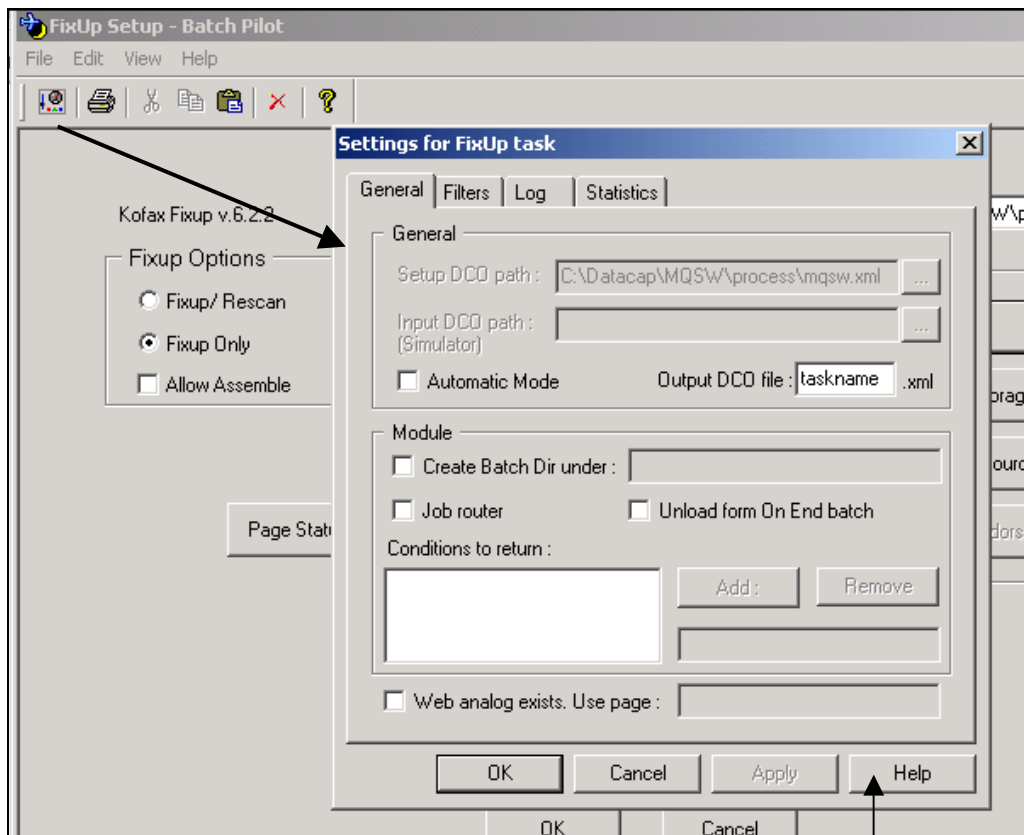 FixUp Setup - Batch Pilot
File Edit View Help
Settings for FixUp task
General Filters Log Statistics
Kofax Fixup v.6.2.2
Fixup Options
Fixup/ Rescan
Fixup Only
Allow Assemble
Page Stat
General
Setup DCO path : C:\Datacap\MQSW\process\mqsw.xml ...
Input DCO path : ...
(Simulator)
Automatic Mode Output DCO file : taskname .xml
Module
Create Batch Dir under :
Job router Unload form On End batch
Conditions to return :
Add : Remove
Web analog exists. Use page :
OK Cancel Apply Help
OK Cancel